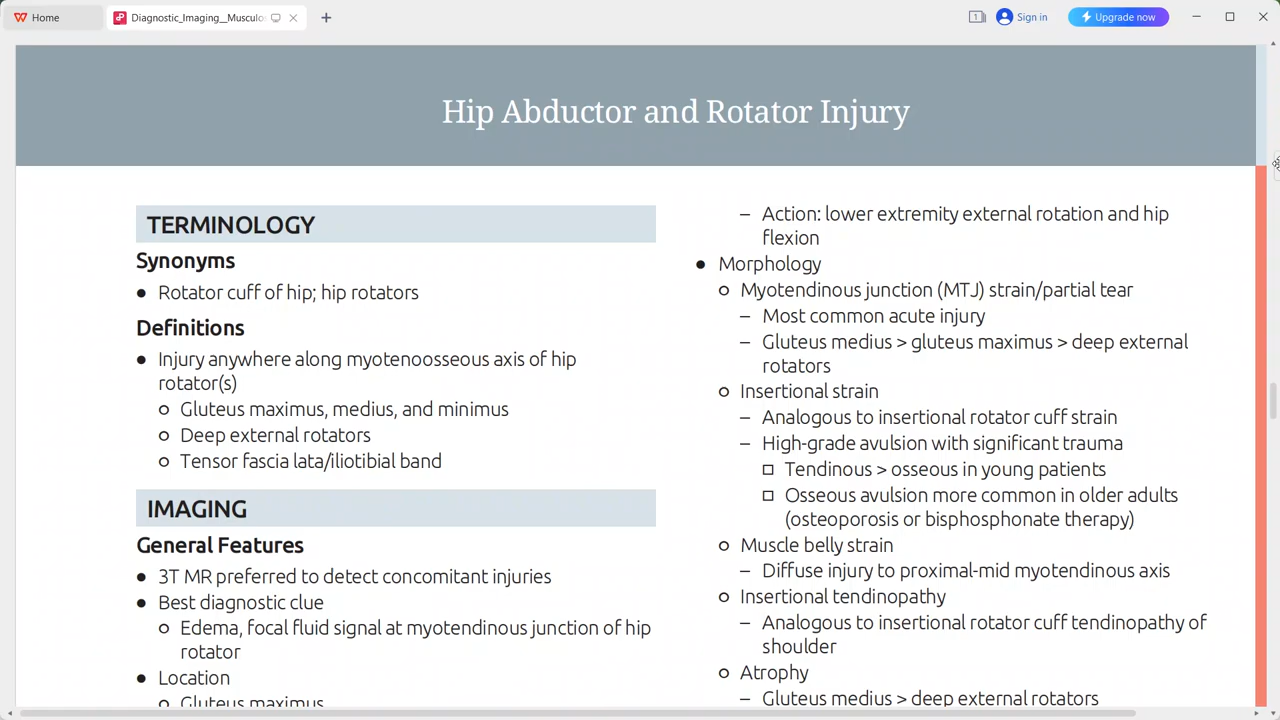 Home
Diagnostic_Imaging__Musculos
1
Sign in
Upgrade now
Hip Abductor and Rotator Injury
TERMINOLOGY
Synonyms
● Rotator cuff of hip; hip rotators
Definitions
● Injury anywhere along myotenoosseous axis of hip
rotator(s)
○ Gluteus maximus, medius, and minimus
○ Deep external rotators
○ Tensor fascia lata/iliotibial band
IMAGING
General Features
● 3T MR preferred to detect concomitant injuries
● Best diagnostic clue
○ Edema, focal fluid signal at myotendinous junction of hip
rotator
● Location
○ Gluteus maximus
– Action: lower extremity external rotation and hip
flexion
● Morphology
○ Myotendinous junction (MTJ) strain/partial tear
– Most common acute injury
– Gluteus medius > gluteus maximus > deep external
rotators
○ Insertional strain
– Analogous to insertional rotator cuff strain
– High-grade avulsion with significant trauma
□ Tendinous > osseous in young patients
□ Osseous avulsion more common in older adults
(osteoporosis or bisphosphonate therapy)
○ Muscle belly strain
– Diffuse injury to proximal-mid myotendinous axis
○ Insertional tendinopathy
– Analogous to insertional rotator cuff tendinopathy of
shoulder
○ Atrophy
– Gluteus medius > deep external rotators